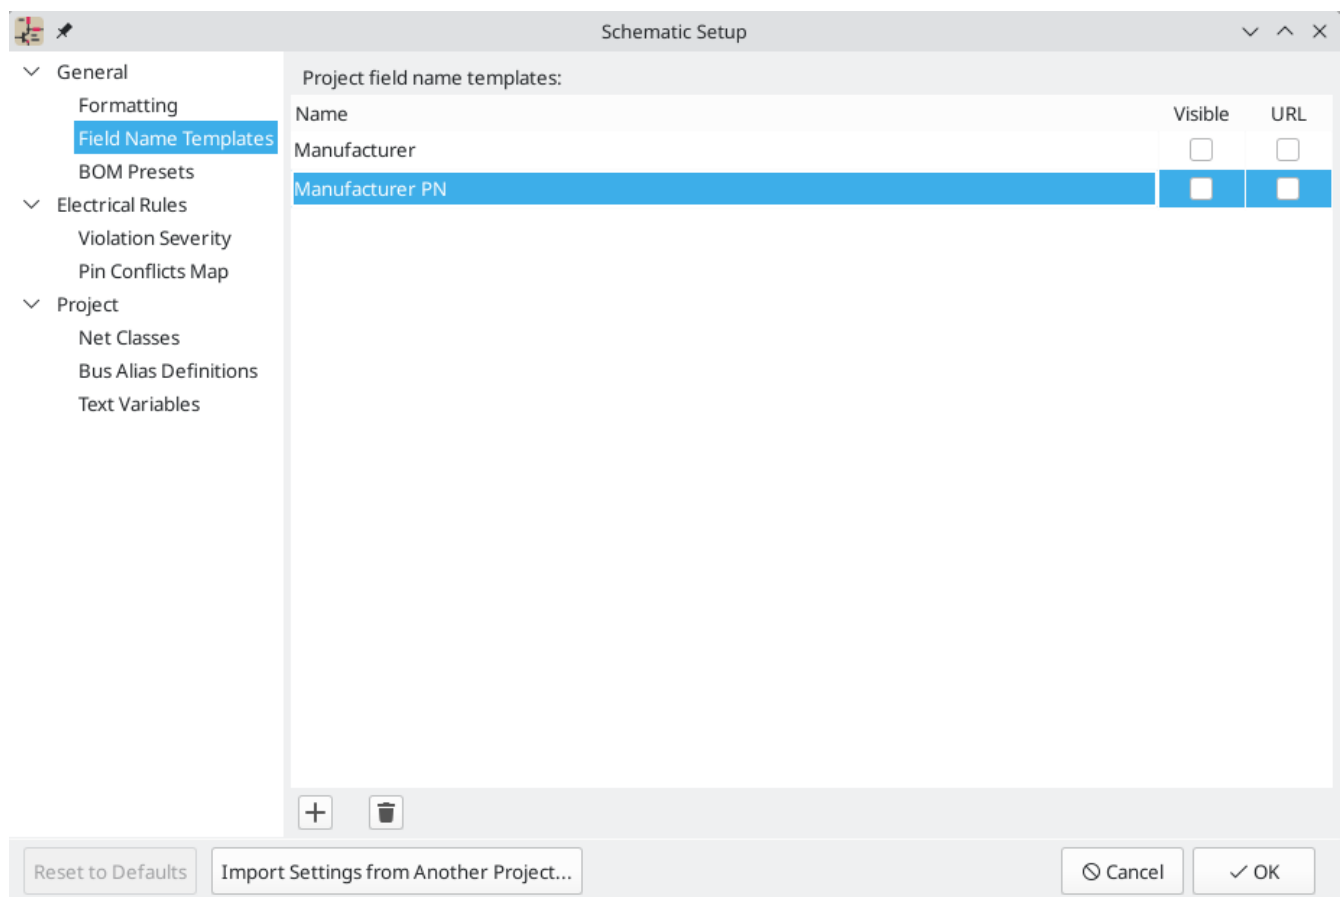 Schematic Setup
General
Formatting
Field Name Templates
BOM Presets
Electrical Rules
Violation Severity
Pin Conflicts Map
Project
Net Classes
Bus Alias Definitions
Text Variables
Project field name templates:
Name Visible URL
Manufacturer
Manufacturer PN
Reset to Defaults Import Settings from Another Project... Cancel OK